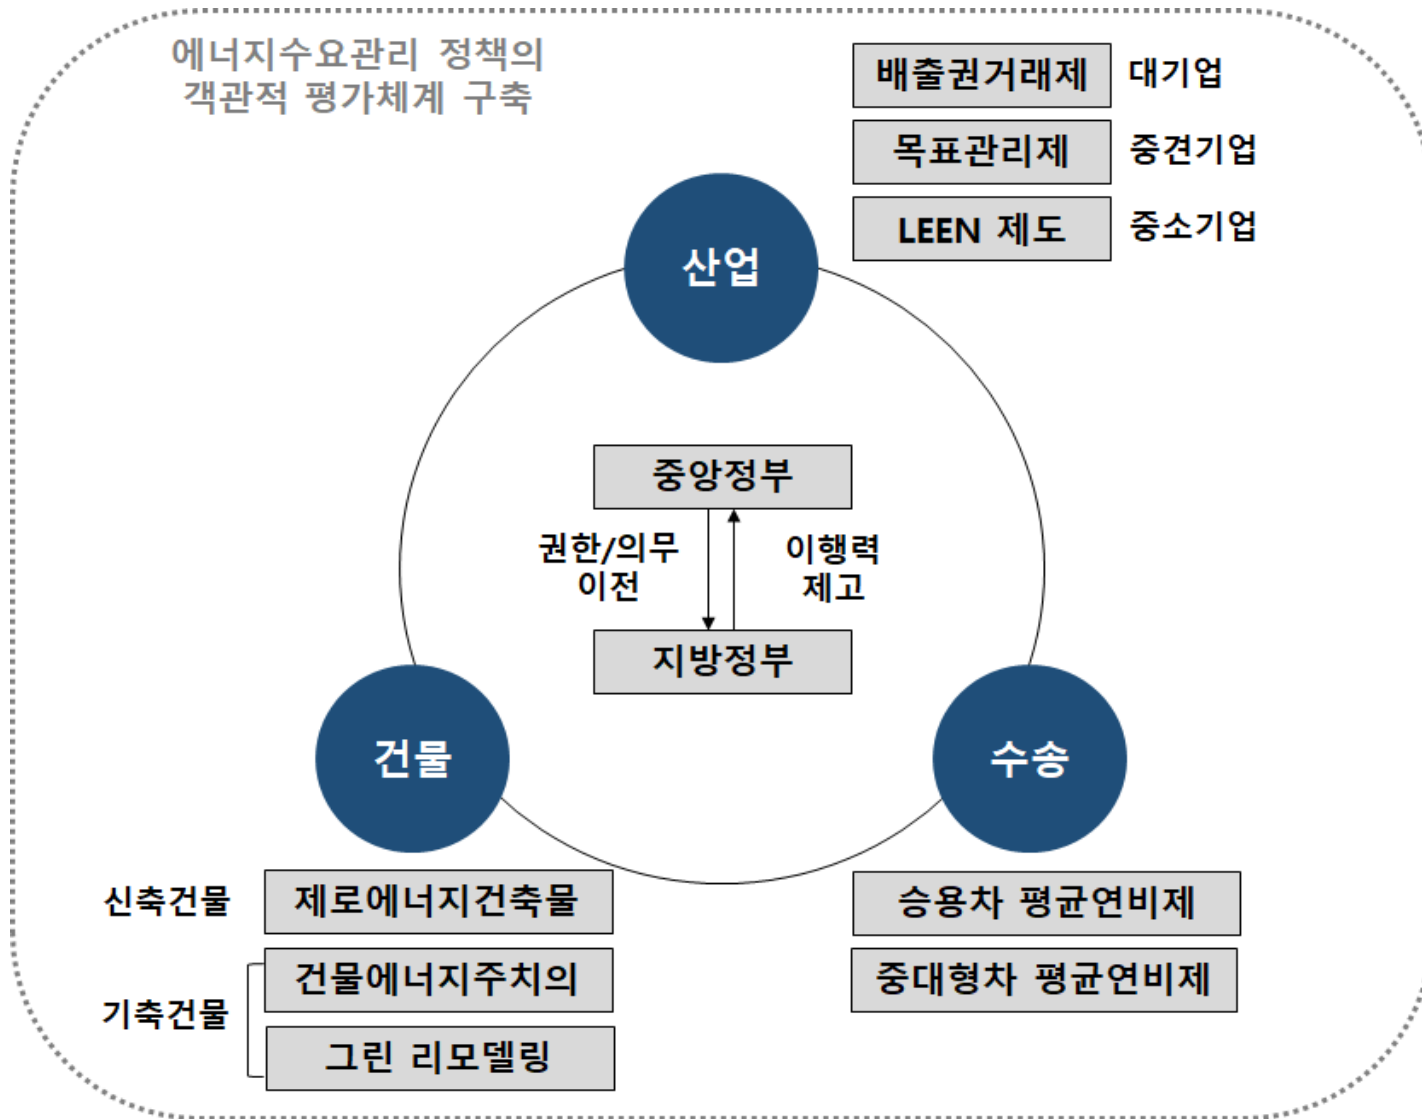 에너지수요관리 정책의
객관적 평가체계 구축
배출권거래제 대기업
목표관리제 중견기업
LEEN 제도 중소기업
산업
중앙정부
권한/의무
이전
이행력
제고
지방정부
건물
수송
신축건물 제로에너지건축물
기축건물
건물에너지주치의
그린 리모델링
승용차 평균연비제
중대형차 평균연비제